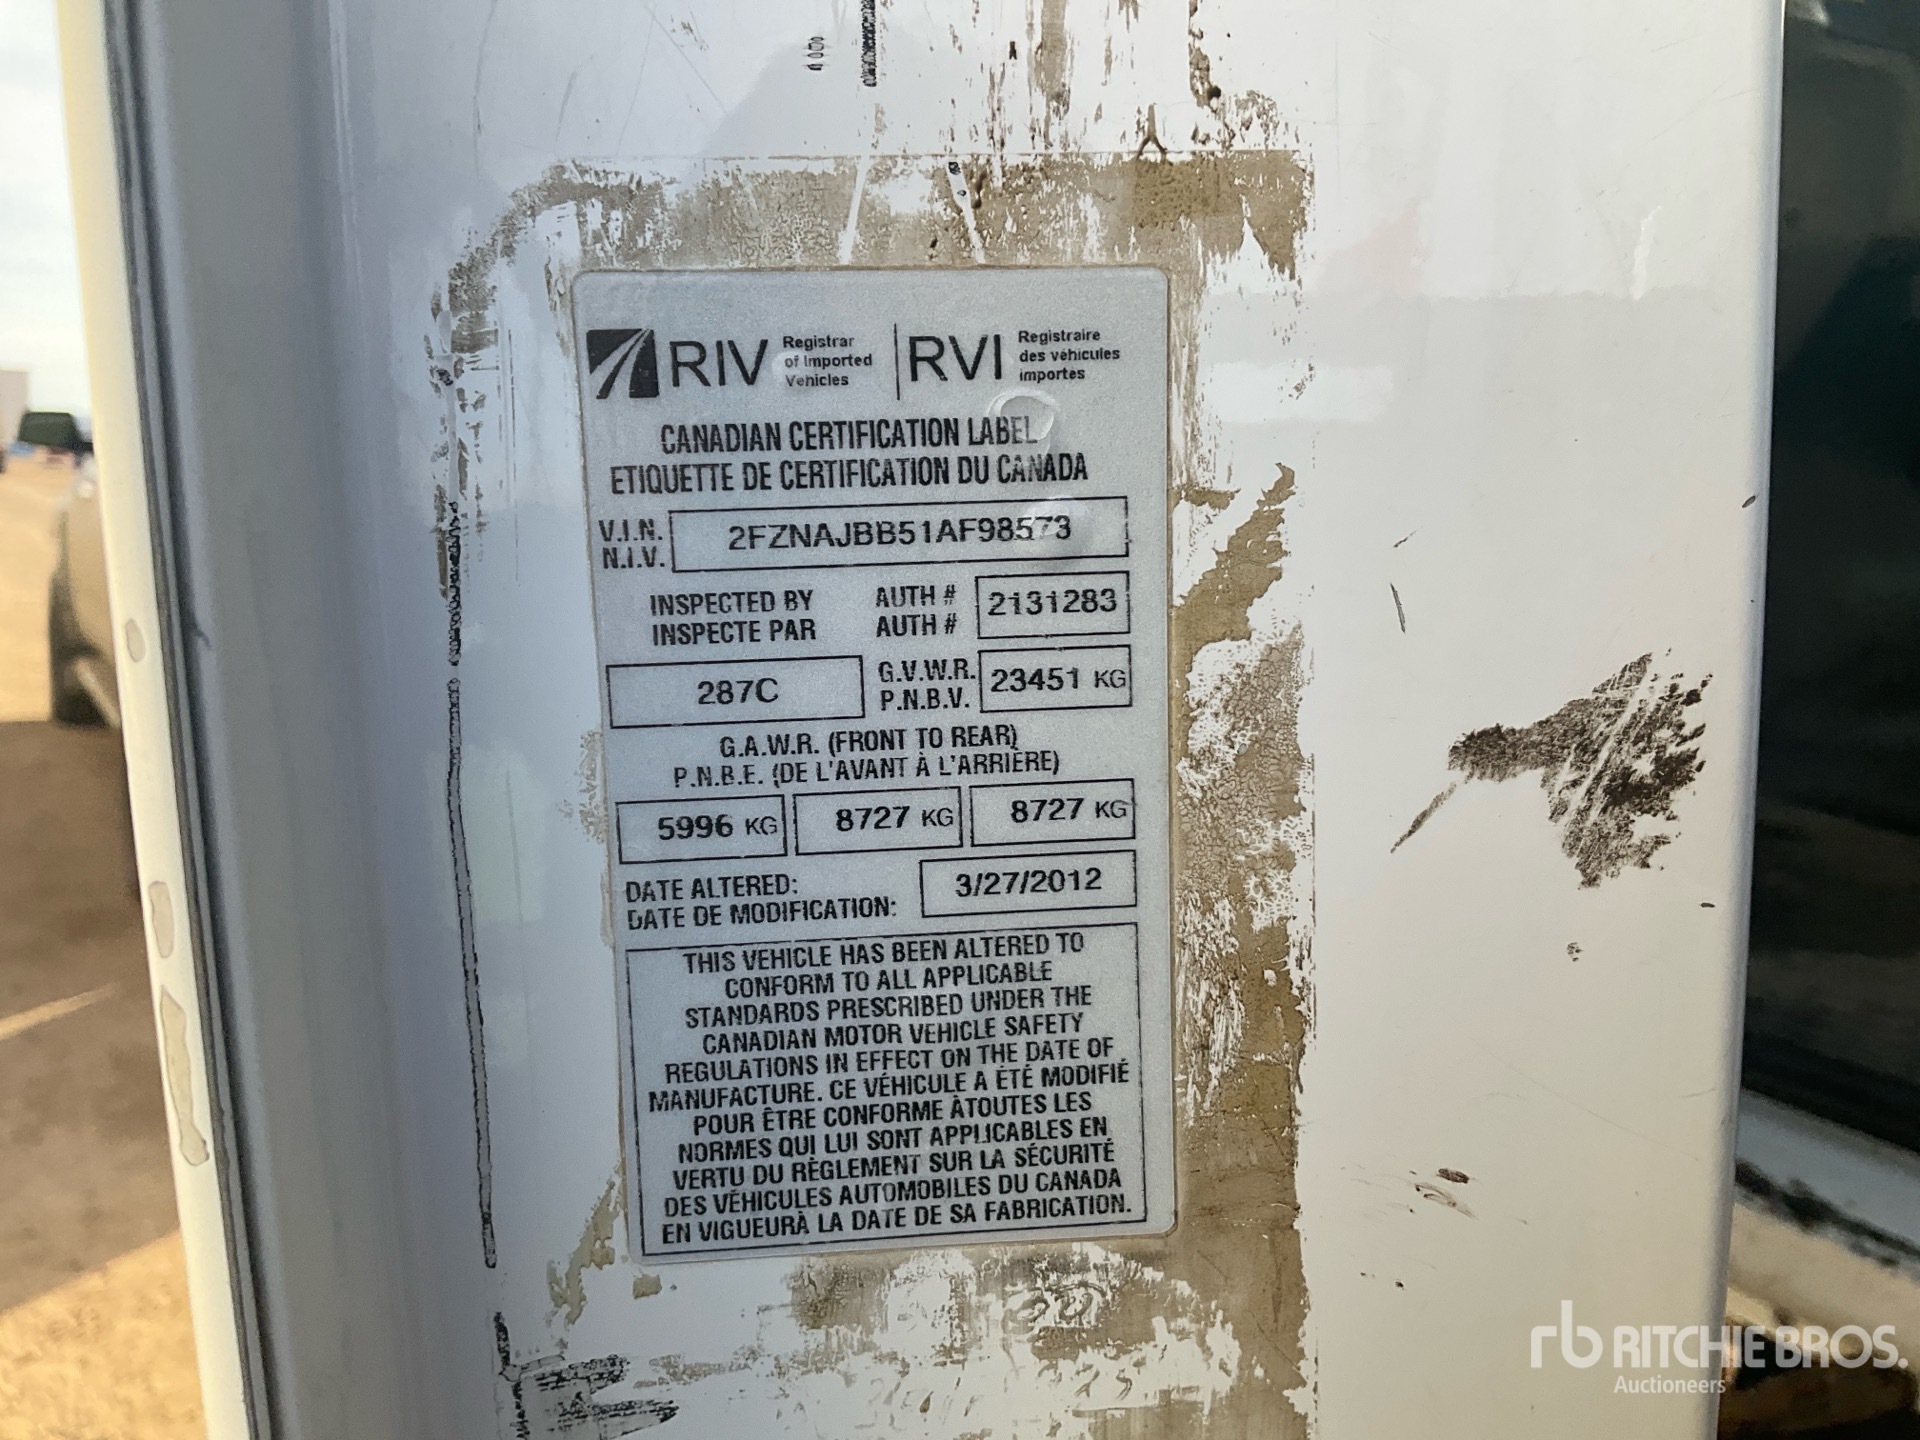 RIV Registrar of Imported Vehicles | RVI Registraire des véhicules importes
CANADIAN CERTIFICATION LABEL
ETIQUETTE DE CERTIFICATION DU CANADA
V.I.N. 2FZNAJBB51AF98573
N.I.V.
INSPECTED BY AUTH # 2131283
INSPECTE PAR AUTH #
287C G.V.W.R. 23451 KG
P.N.B.V.
G.A.W.R. (FRONT TO REAR)
P.N.B.E. (DE L'AVANT À L'ARRIÈRE)
5996 KG 8727 KG 8727 KG
DATE ALTERED: 3/27/2012
DATE DE MODIFICATION:
THIS VEHICLE HAS BEEN ALTERED TO
CONFORM TO ALL APPLICABLE
STANDARDS PRESCRIBED UNDER THE
CANADIAN MOTOR VEHICLE SAFETY
REGULATIONS IN EFFECT ON THE DATE OF
MANUFACTURE. CE VÉHICULE A ÉTÉ MODIFIÉ
POUR ÊTRE CONFORME ÀTOUTES LES
NORMES QUI LUI SONT APPLICABLES EN
VERTU DU RÈGLEMENT SUR LA SÉCURITÉ
DES VÉHICULES AUTOMOBILES DU CANADA
EN VIGUEURÀ LA DATE DE SA FABRICATION.
rb RITCHIE BROS.
Auctioneers